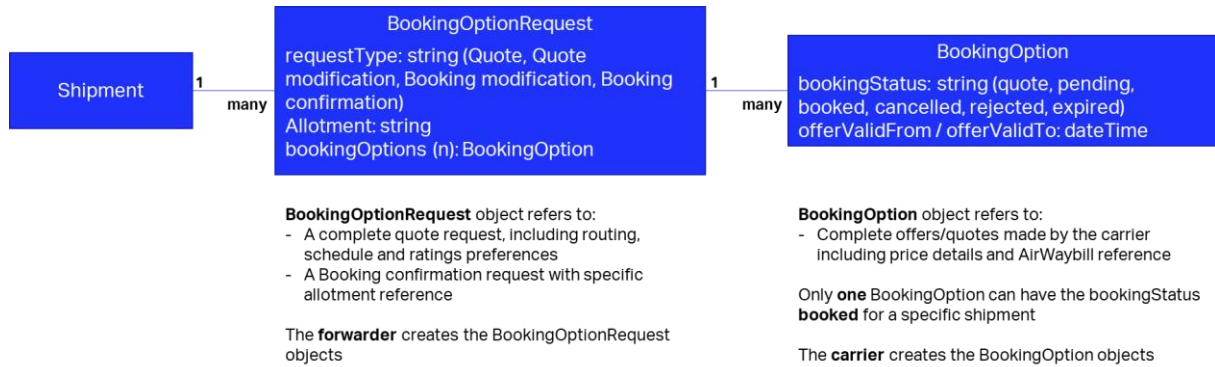 Shipment
1
many
BookingOptionRequest
requestType: string (Quote, Quote
modification, Booking modification, Booking
confirmation)
Allotment: string
bookingOptions (n): BookingOption
1
many
BookingOption
bookingStatus: string (quote, pending,
booked, cancelled, rejected, expired)
offerValidFrom / offerValidTo: dateTime
BookingOptionRequest object refers to:
- A complete quote request, including routing,
schedule and ratings preferences
- A Booking confirmation request with specific
allotment reference
The forwarder creates the BookingOptionRequest
objects
BookingOption object refers to:
- Complete offers/quotes made by the carrier
including price details and AirWaybill reference
Only one BookingOption can have the bookingStatus
booked for a specific shipment
The carrier creates the BookingOption objects